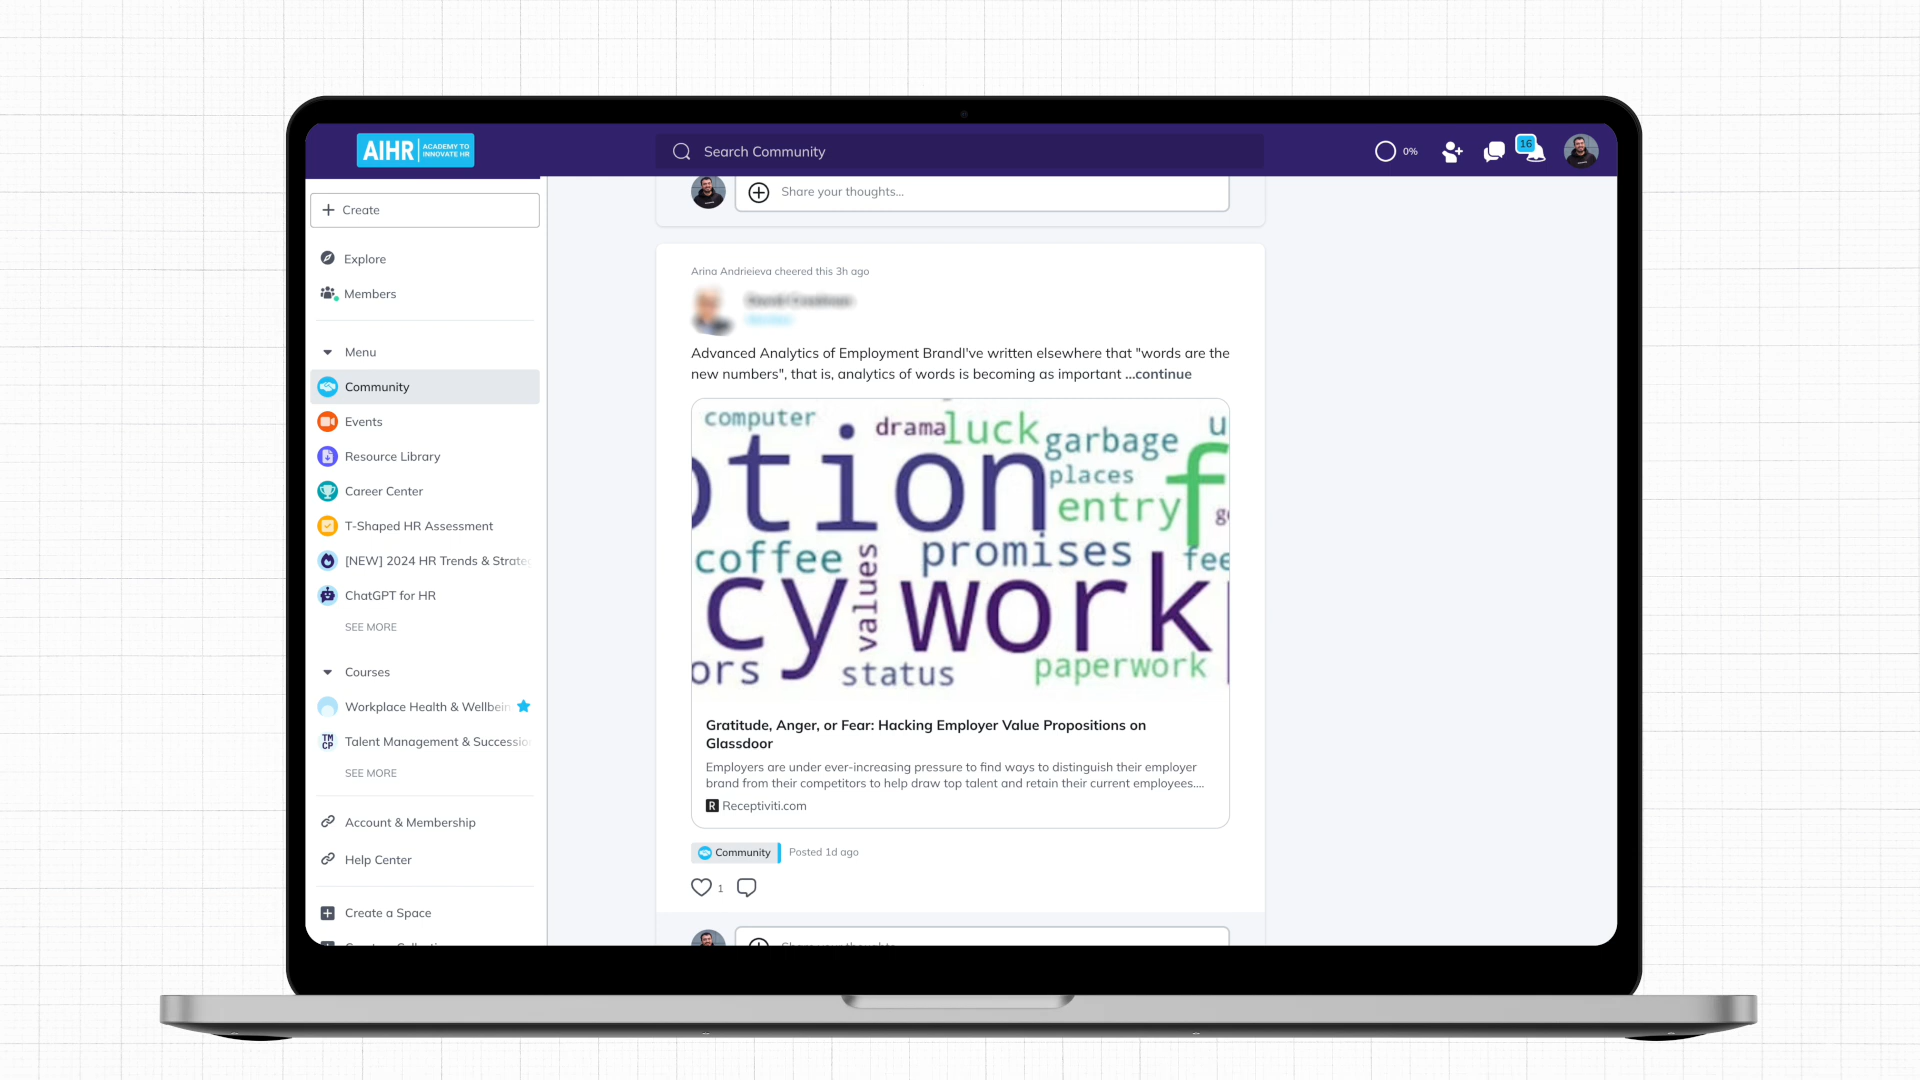 AIHR ACADEMY TO
INNOVATE HR
Search Community
0%
16
Create
Explore
Members
Menu
Community
Events
Resource Library
Career Center
T-Shaped HR Assessment
[NEW] 2024 HR Trends & Strate
ChatGPT for HR
SEE MORE
Courses
Workplace Health & Wellbein
TM
CP
Talent Management & Successio
SEE MORE
Account & Membership
Help Center
Create a Space
Share your thoughts...
Arina Andrieieva cheered this 3h ago
Advanced Analytics of Employment BrandI've written elsewhere that "words are the
new numbers", that is, analytics of words is becoming as important ...continue
computer
drama
luck
garbage
u
otion
places
f
entry
g
coffee
values
promises
fee
cy
work
ors
status
paperwork
Gratitude, Anger, or Fear: Hacking Employer Value Propositions on
Glassdoor
Employers are under ever-increasing pressure to find ways to distinguish their employer
brand from their competitors to help draw top talent and retain their current employees....
R Receptiviti.com
Community Posted 1d ago
1